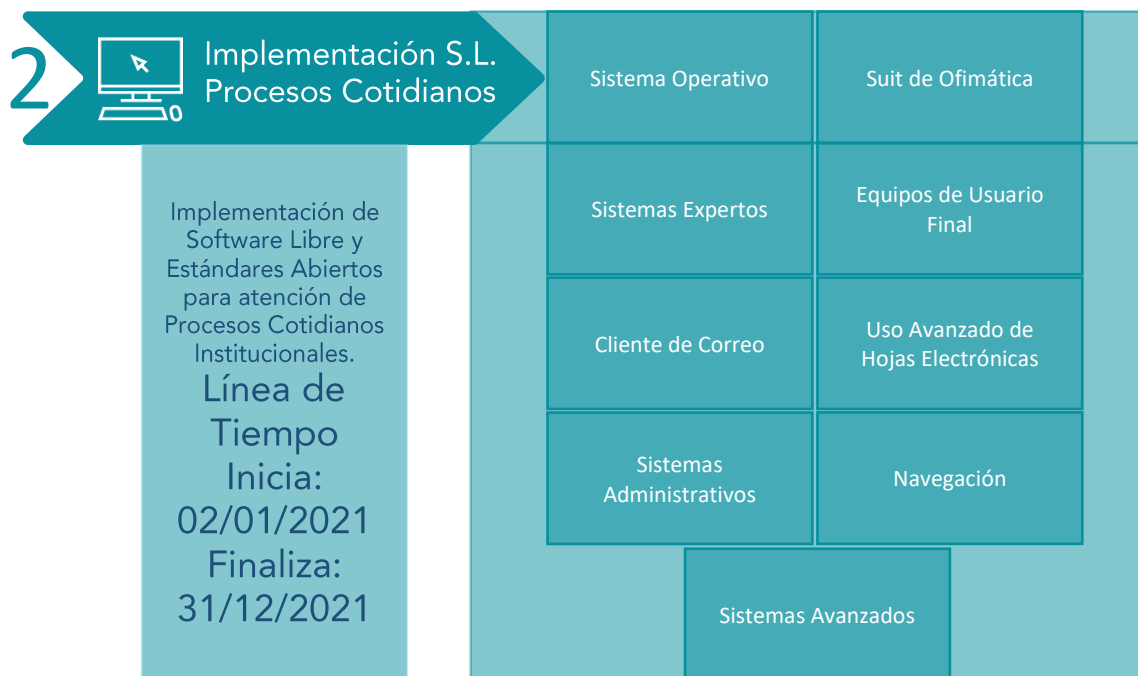 2
Implementación S.L.
Procesos Cotidianos
Implementación de
Software Libre y
Estándares Abiertos
para atención de
Procesos Cotidianos
Institucionales.
Línea de
Tiempo
Inicia:
02/01/2021
Finaliza:
31/12/2021
Sistema Operativo
Suit de Ofimática
Sistemas Expertos
Equipos de Usuario
Final
Cliente de Correo
Uso Avanzado de
Hojas Electrónicas
Sistemas
Administrativos
Navegación
Sistemas Avanzados